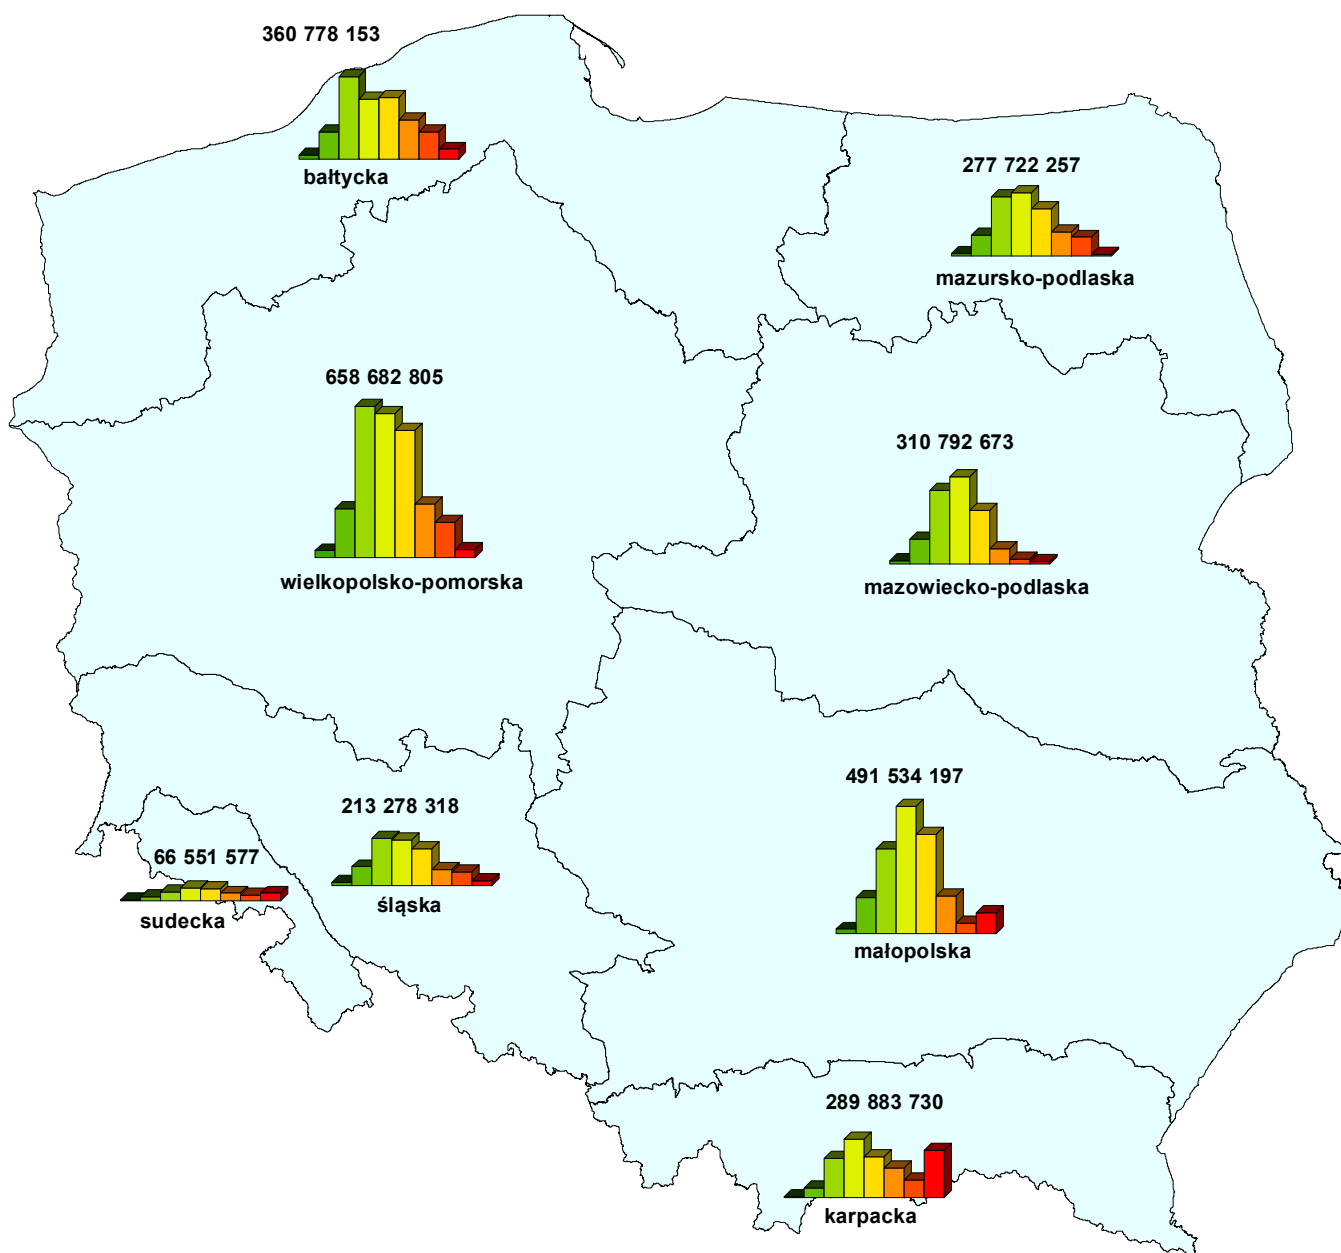 360 778 153
bałtycka
277 722 257
mazursko-podlaska
658 682 805
wielkopolsko-pomorska
310 792 673
mazowiecko-podlaska
491 534 197
małopolska
213 278 318
śląska
66 551 577
sudecka
289 883 730
karpacka